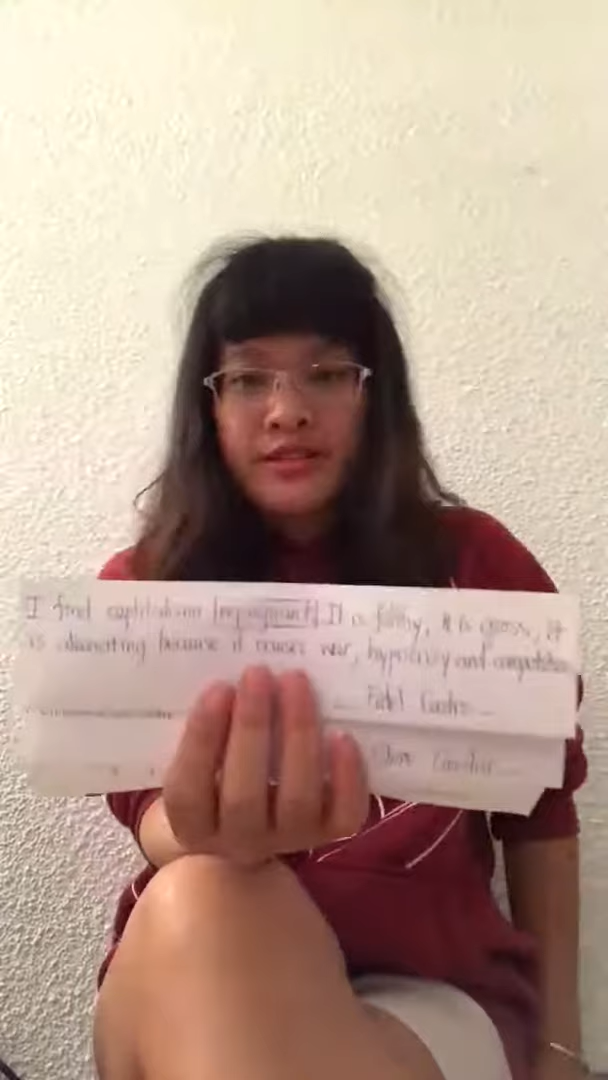 I find capitalism [repugnant]. It is filthy, it is gross, it
is alienating because it causes war, hypocrisy and competition
— Fidel Castro —